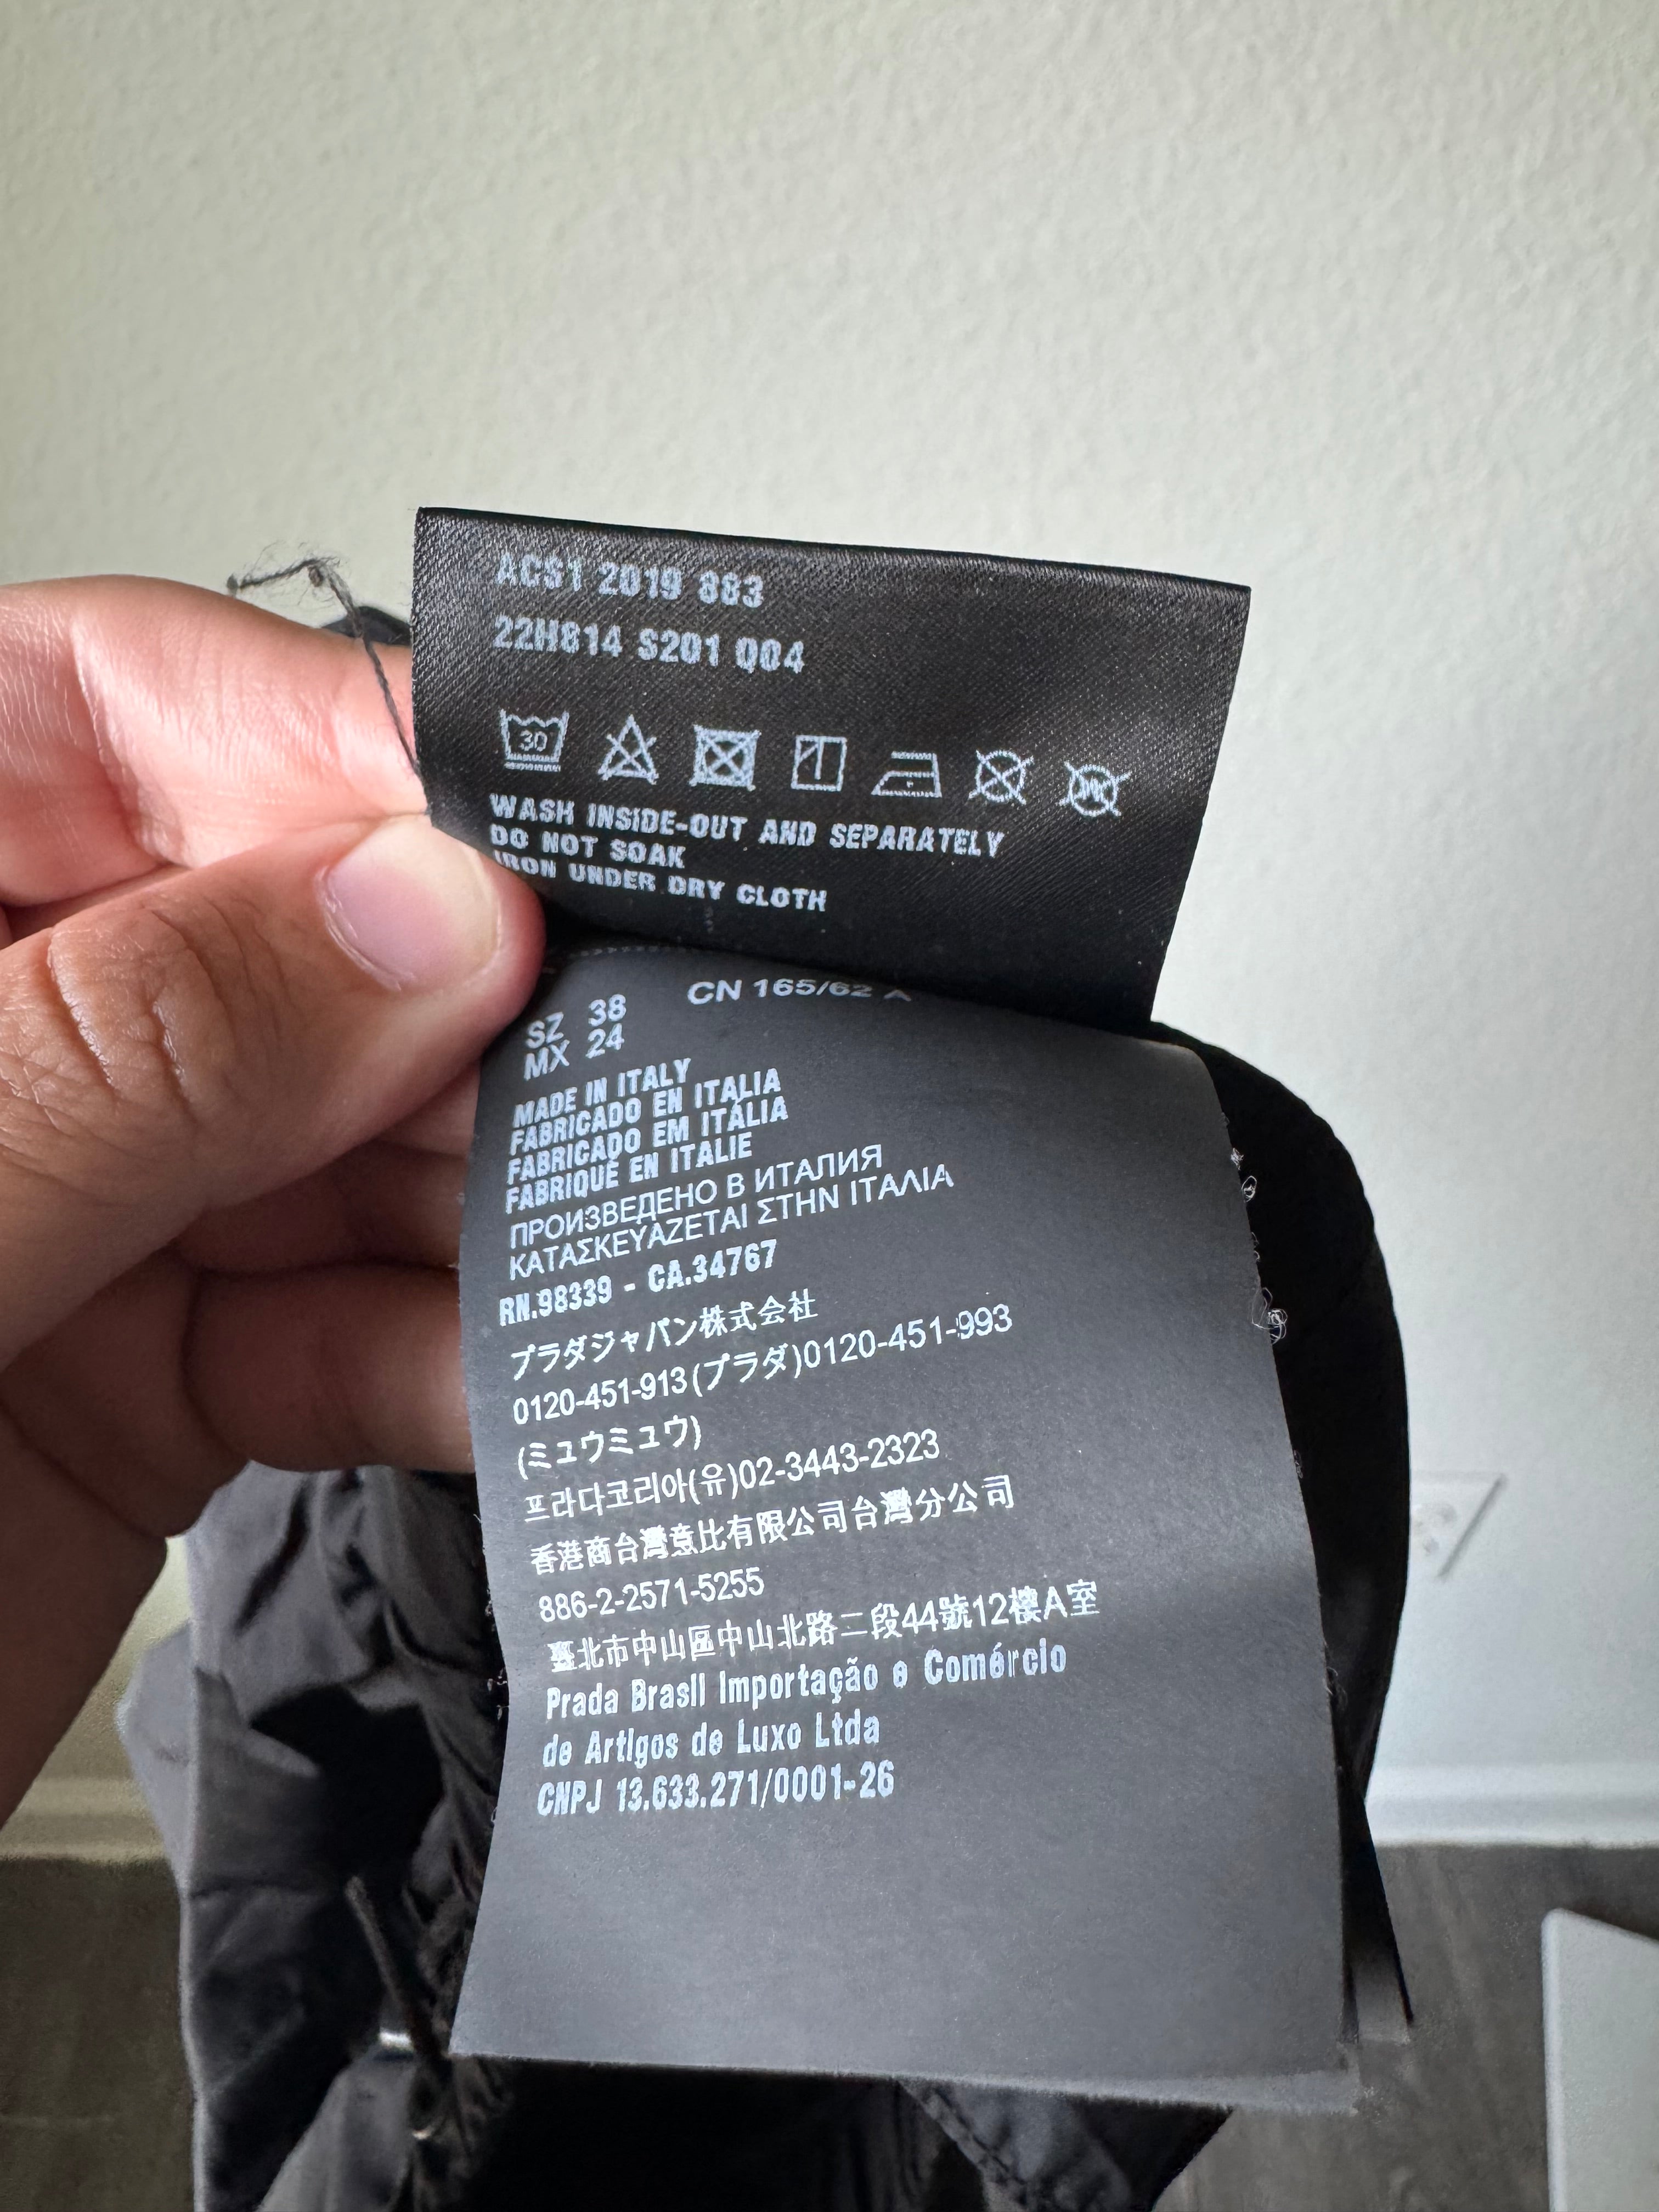 ACS1 2019 883
22H814 S201 Q04
30
WASH INSIDE-OUT AND SEPARATELY
DO NOT SOAK
IRON UNDER DRY CLOTH
SZ 38 CN 165/62 A
MX 24
MADE IN ITALY
FABRICADO EN ITALIA
FABRICADO EM ITÁLIA
FABRIQUÉ EN ITALIE
ПРОИЗВЕДЕНО В ИТАЛИЯ
ΚΑΤΑΣΚΕΥΑΖΕΤΑΙ ΣΤΗΝ ΙΤΑΛΙΑ
RN.98339 - CA.34767
プラダジャパン株式会社
0120-451-913(プラダ)0120-451-993
(ミュウミュウ)
프라다코리아(유)02-3443-2323
香港商台灣意比有限公司台灣分公司
886-2-2571-5255
臺北市中山區中山北路二段44號12樓A室
Prada Brasil Importação e Comércio
de Artigos de Luxo Ltda
CNPJ 13.633.271/0001-26